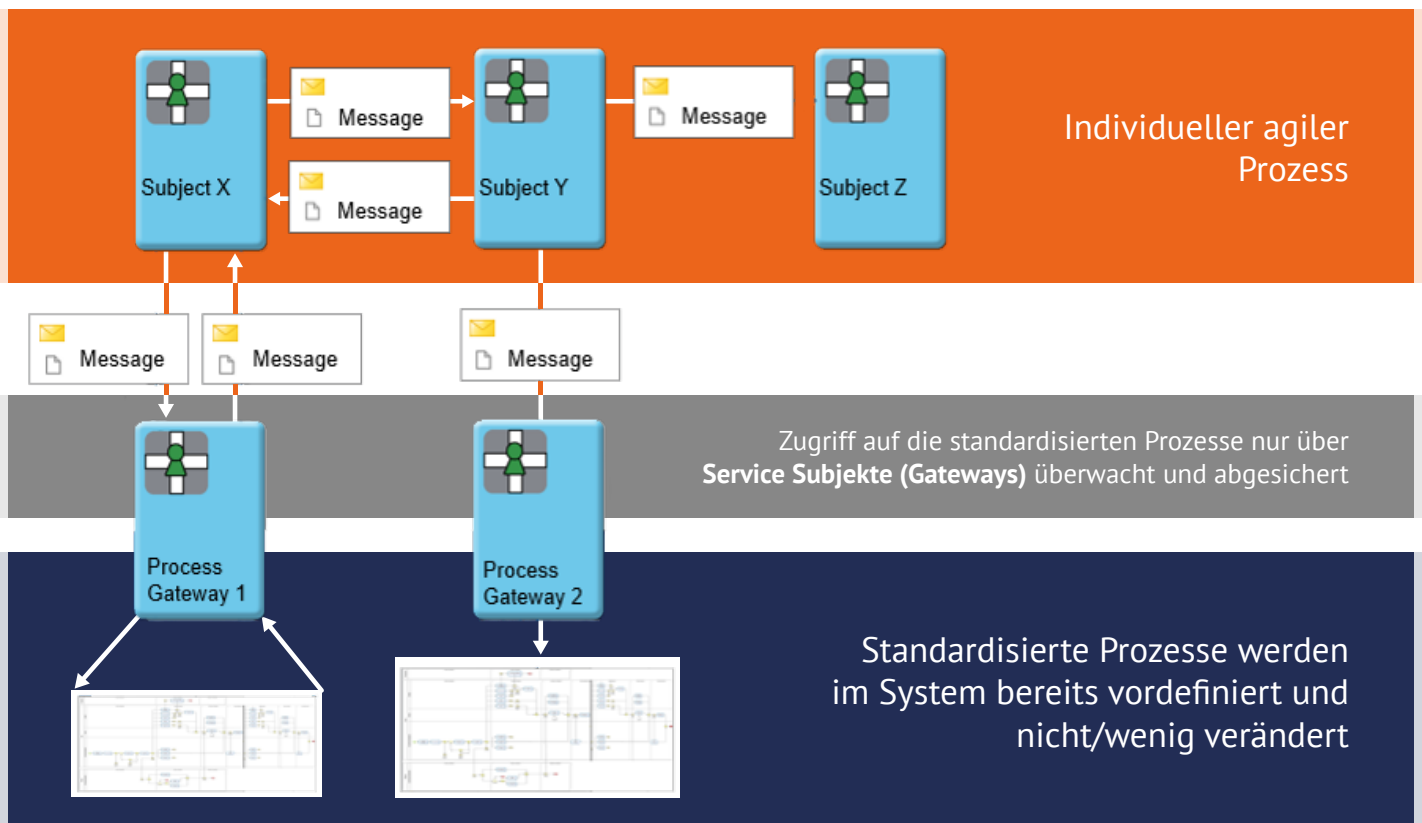 Message
Message
Individueller agiler
Prozess
Subject X
Subject Y
Subject Z
Message
Message
Message
Message
Zugriff auf die standardisierten Prozesse nur über
Service Subjekte (Gateways) überwacht und abgesichert
Process
Gateway 1
Process
Gateway 2
Standardisierte Prozesse werden
im System bereits vordefiniert und
nicht/wenig verändert